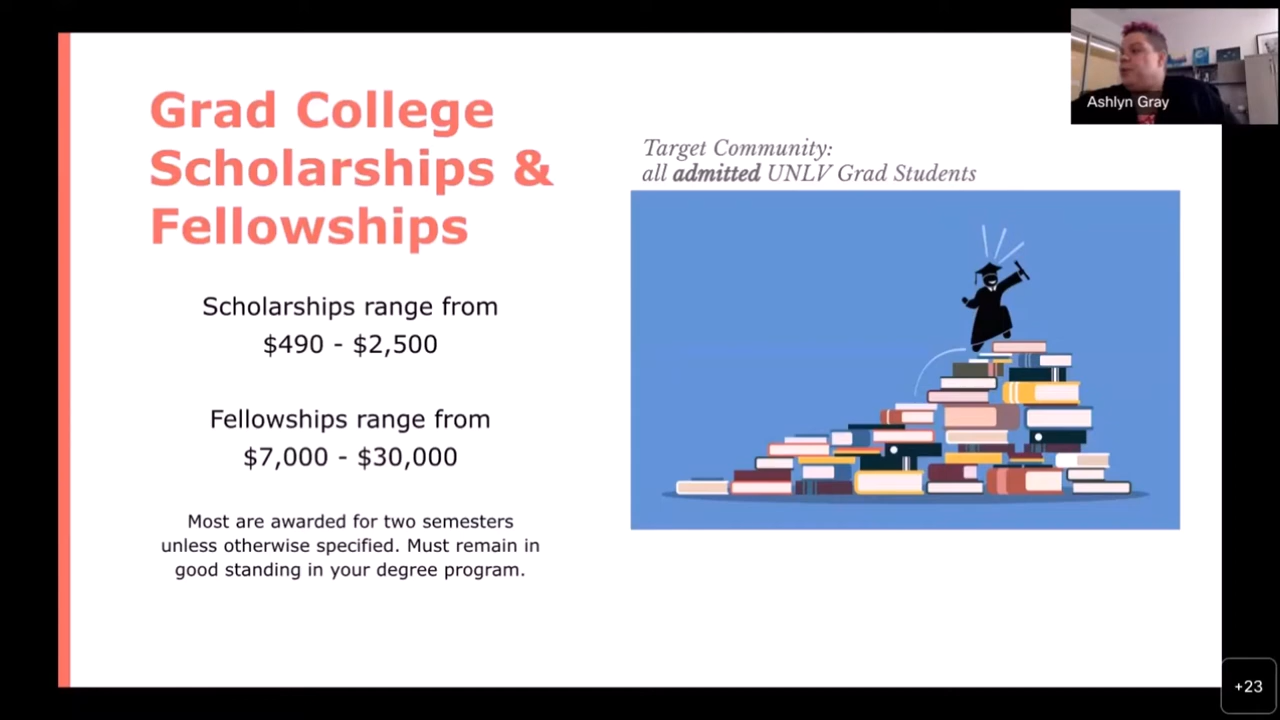 Grad College
Scholarships &
Fellowships
Scholarships range from
$490 - $2,500
Fellowships range from
$7,000 - $30,000
Most are awarded for two semesters
unless otherwise specified. Must remain in
good standing in your degree program.
Target Community:
all admitted UNLV Grad Students
Ashlyn Gray
+23